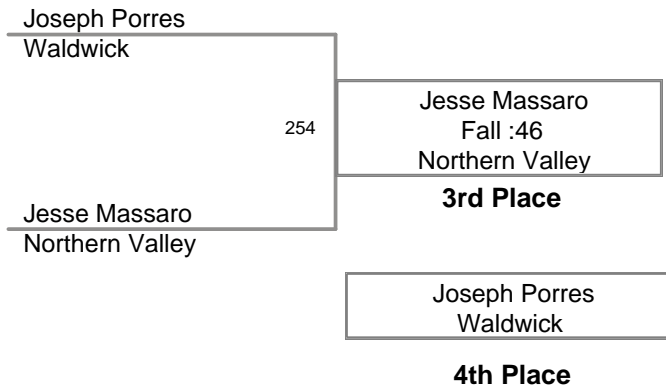 Joseph Porres
Waldwick
254
Jesse Massaro
Fall :46
Northern Valley
3rd Place
Jesse Massaro
Northern Valley
Joseph Porres
Waldwick
4th Place